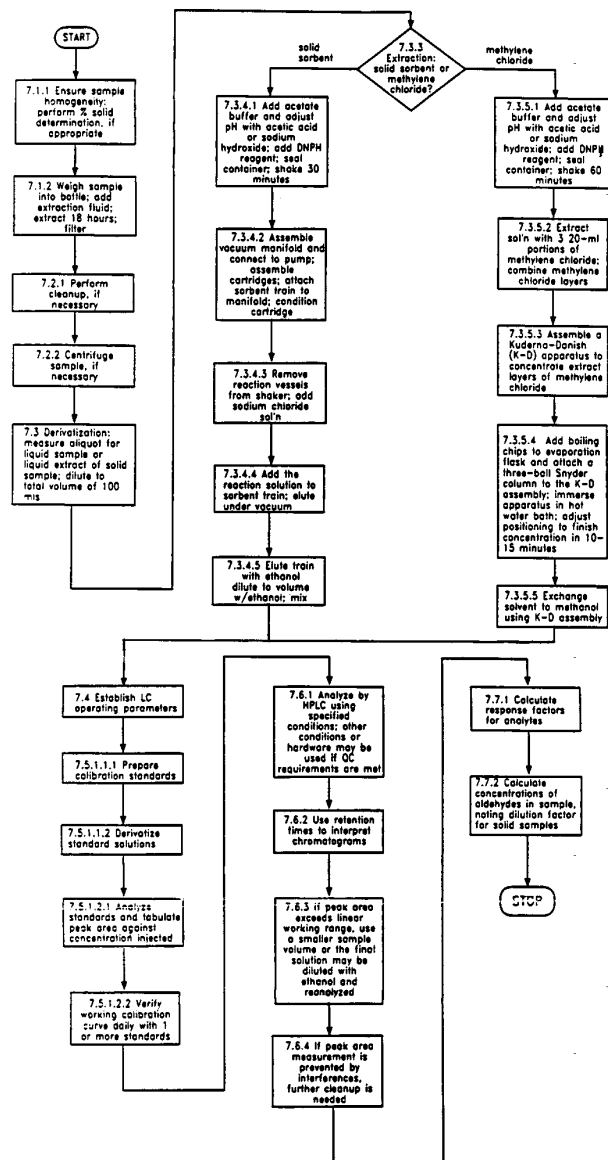 START
7.1.1 Ensure sample
homogeneity:
perform % solid
determination, if
appropriate
7.1.2 Weigh sample
into bottle; add
extraction fluid;
extract 18 hours;
filter
7.2.1 Perform
cleanup, if
necessary
7.2.2 Centrifuge
sample, if
necessary
7.3 Derivatization:
measure aliquot for
liquid sample or
liquid extract of solid
sample; dilute to
total volume of 100
mls
7.3.3
Extraction:
solid sorbent or
methylene
chloride?
solid
sorbent
7.3.4.1 Add acetate
buffer and adjust
pH with acetic acid
or sodium
hydroxide; add DNPH
reagent; seal
container; shake 30
minutes
7.3.4.2 Assemble
vacuum manifold and
connect to pump;
assemble
cartridges; attach
sorbent train to
manifold; condition
cartridge
7.3.4.3 Remove
reaction vessels
from shaker; add
sodium chloride
sol'n
7.3.4.4 Add the
reaction solution to
sorbent train; elute
under vacuum
7.3.4.5 Elute train
with ethanol
dilute to volume
w/ethanol; mix
methylene
chloride
7.3.5.1 Add acetate
buffer and adjust
pH with acetic acid
or sodium
hydroxide; add DNPH
reagent; seal
container; shake 60
minutes
7.3.5.2 Extract
sol'n with 3 20-ml
portions of
methylene chloride;
combine methylene
chloride layers
7.3.5.3 Assemble a
Kuderna-Danish
(K-D) apparatus to
concentrate extract
layers of methylene
chloride
7.3.5.4 Add boiling
chips to evaporation
flask and attach a
three-ball Snyder
column to the K-D
assembly; immerse
apparatus in hot
water bath; adjust
positioning to finish
concentration in 10-
15 minutes
7.3.5.5 Exchange
solvent to methanol
using K-D assembly
7.4 Establish LC
operating parameters
7.5.1.1.1 Prepare
calibration standards
7.5.1.1.2 Derivatize
standard solutions
7.5.1.2.1 Analyze
standards and tabulate
peak area against
concentration injected
7.5.1.2.2 Verify
working calibration
curve daily with 1
or more standards
7.6.1 Analyze by
HPLC using
specified
conditions; other
conditions or
hardware may be
used if QC
requirements are met
7.6.2 Use retention
times to interpret
chromatograms
7.6.3 if peak area
exceeds linear
working range, use
a smaller sample
volume or the final
solution may be
diluted with
ethanol and
reanalyzed
7.6.4 If peak area
measurement is
prevented by
interferences,
further cleanup is
needed
7.7.1 Calculate
response factors
for analytes
7.7.2 Calculate
concentrations of
aldehydes in sample,
noting dilution factor
for solid samples
STOP